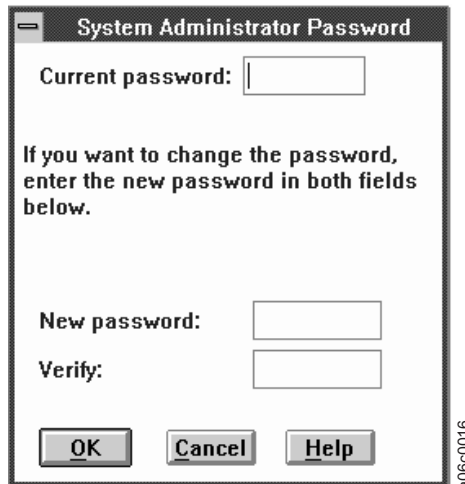 System Administrator Password
Current password:
If you want to change the password,
enter the new password in both fields
below.
New password:
Verify:
OK
Cancel
Help